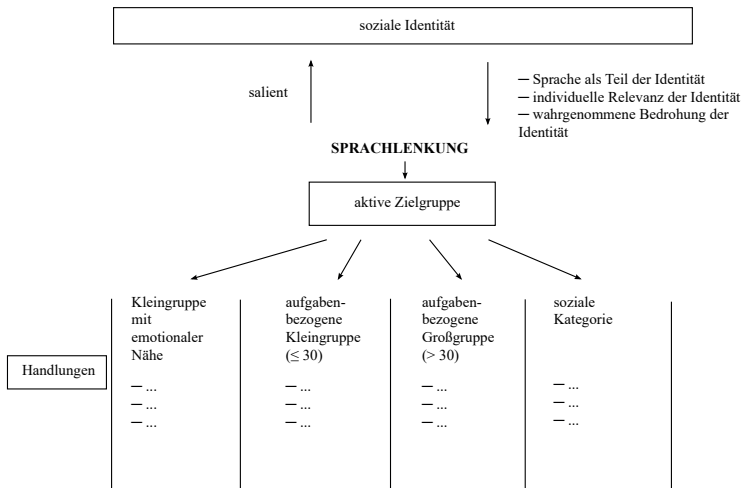 soziale Identität
salient
— Sprache als Teil der Identität
— individuelle Relevanz der Identität
— wahrgenommene Bedrohung der
Identität
SPRACHLENKUNG
aktive Zielgruppe
Kleingruppe
mit
emotionaler
Nähe
— ...
— ...
— ...
aufgaben-
bezogene
Kleingruppe
(≤ 30)
— ...
— ...
— ...
aufgaben-
bezogene
Großgruppe
(> 30)
— ...
— ...
— ...
soziale
Kategorie
— ...
— ...
— ...
Handlungen